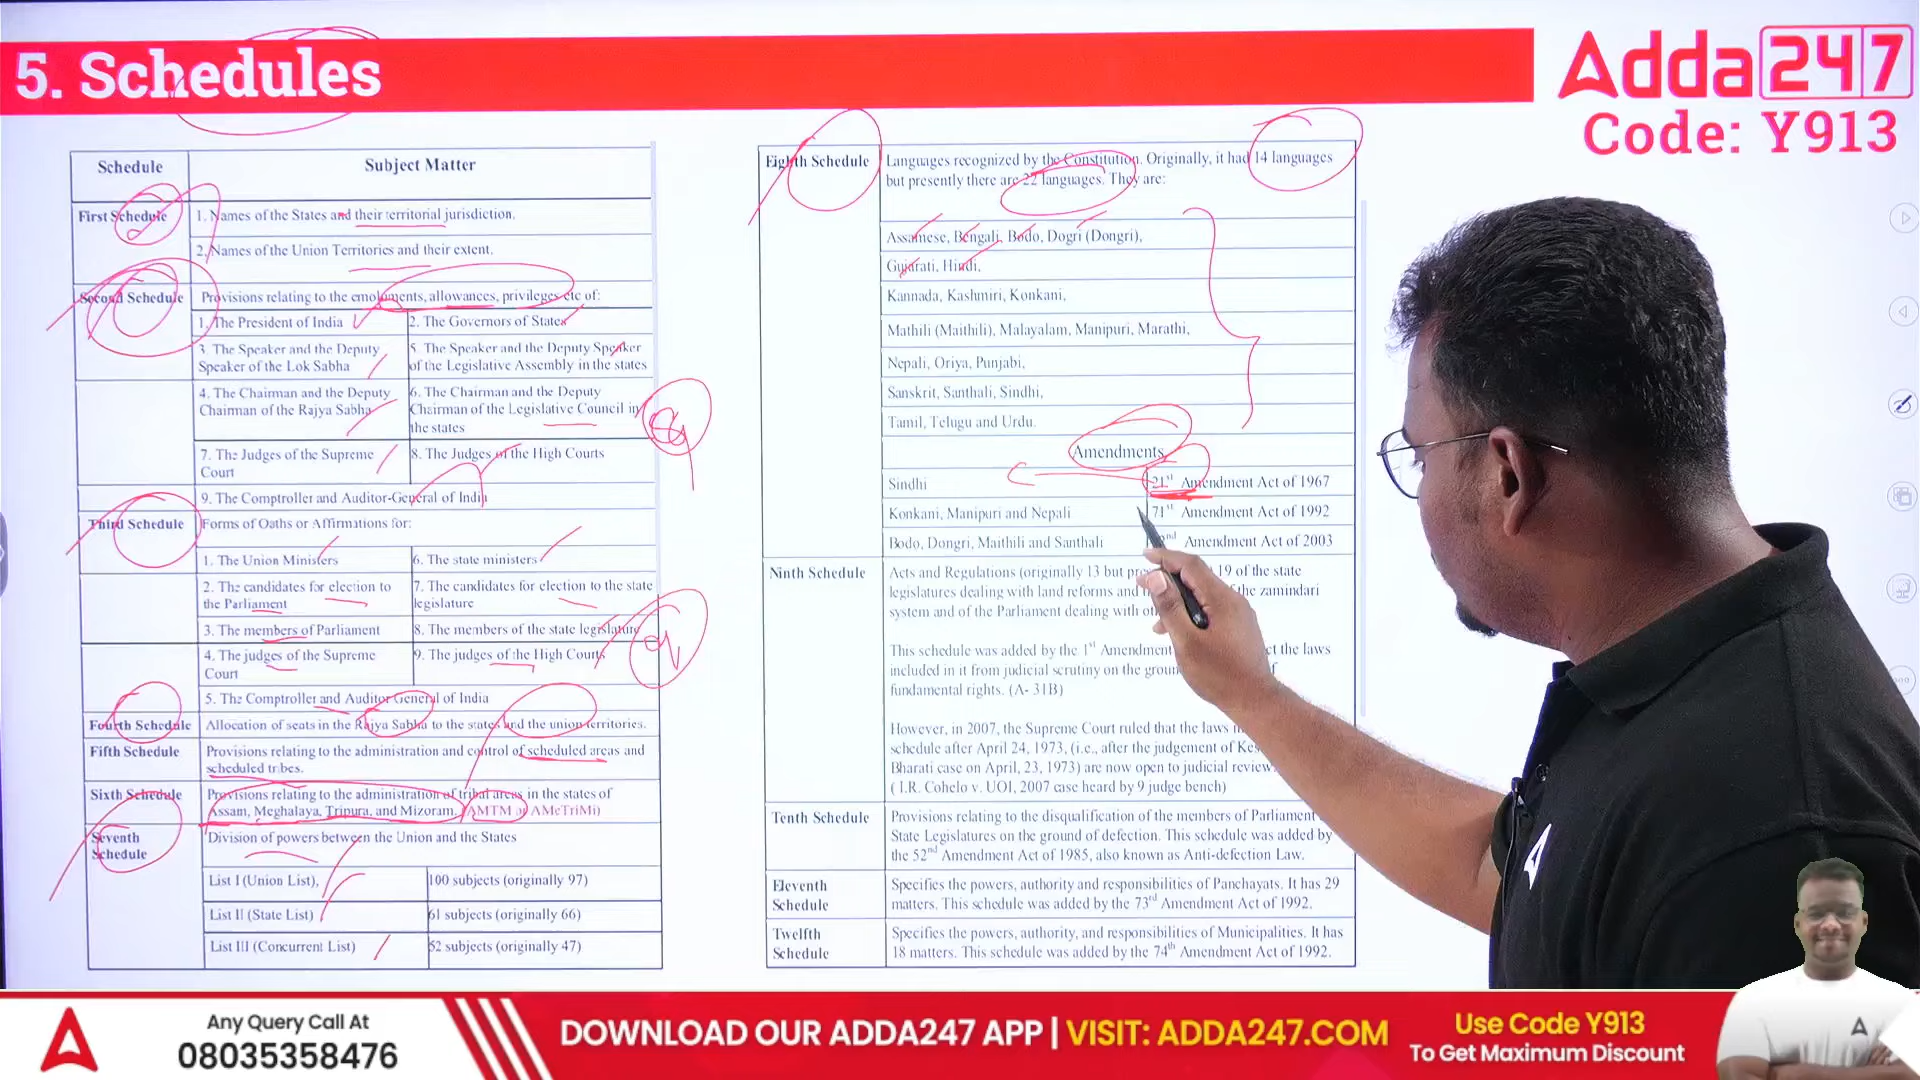 5. Schedules
Adda247
Code: Y913
Schedule
Subject Matter
First Schedule
1. Names of the States and their territorial jurisdiction.
2. Names of the Union Territories and their extent.
Second Schedule
Provisions relating to the emoluments, allowances, privileges etc of:
1. The President of India
2. The Governors of States
3. The Speaker and the Deputy
Speaker of the Lok Sabha
5. The Speaker and the Deputy Speaker
of the Legislative Assembly in the states
4. The Chairman and the Deputy
Chairman of the Rajya Sabha
6. The Chairman and the Deputy
Chairman of the Legislative Council in
the states
7. The Judges of the Supreme
Court
8. The Judges of the High Courts
9. The Comptroller and Auditor-General of India
Third Schedule
Forms of Oaths or Affirmations for:
1. The Union Ministers
6. The state ministers
2. The candidates for election to
the Parliament
7. The candidates for election to the state
legislature
3. The members of Parliament
8. The members of the state legislature
4. The judges of the Supreme
Court
9. The judges of the High Courts
5. The Comptroller and Auditor General of India
Fourth Schedule
Allocation of seats in the Rajya Sabha to the states and the union territories.
Fifth Schedule
Provisions relating to the administration and control of scheduled areas and
scheduled tribes.
Sixth Schedule
Provisions relating to the administration of tribal areas in the states of
Assam, Meghalaya, Tripura, and Mizoram. (AMTM or AMeTriMi)
Seventh
Schedule
Division of powers between the Union and the States
List I (Union List),
100 subjects (originally 97)
List II (State List)
61 subjects (originally 66)
List III (Concurrent List)
52 subjects (originally 47)
Eighth Schedule
Languages recognized by the Constitution. Originally, it had 14 languages
but presently there are 22 languages. They are:
Assamese, Bengali, Bodo, Dogri (Dongri),
Gujarati, Hindi,
Kannada, Kashmiri, Konkani,
Mathili (Maithili), Malayalam, Manipuri, Marathi,
Nepali, Oriya, Punjabi,
Sanskrit, Santhali, Sindhi,
Tamil, Telugu and Urdu.
Amendments
Sindhi
21st Amendment Act of 1967
Konkani, Manipuri and Nepali
71st Amendment Act of 1992
Bodo, Dongri, Maithili and Santhali
nd Amendment Act of 2003
Ninth Schedule
Acts and Regulations (originally 13 but 19 of the state
legislatures dealing with land reforms and the zamindari
system and of the Parliament dealing with
This schedule was added by the 1st Amendment the laws
included in it from judicial scrutiny on the
fundamental rights. (A- 31B)
However, in 2007, the Supreme Court ruled that the laws
schedule after April 24, 1973, (i.e., after the judgement of
Bharati case on April, 23, 1973) are now open to judicial review.
( I.R. Cohelo v. UOI, 2007 case heard by 9 judge bench)
Tenth Schedule
Provisions relating to the disqualification of the members of Parliament
State Legislatures on the ground of defection. This schedule was added by
the 52nd Amendment Act of 1985, also known as Anti-defection Law.
Eleventh
Schedule
Specifies the powers, authority and responsibilities of Panchayats. It has 29
matters. This schedule was added by the 73rd Amendment Act of 1992.
Twelfth
Schedule
Specifies the powers, authority, and responsibilities of Municipalities. It has
18 matters. This schedule was added by the 74th Amendment Act of 1992.
Any Query Call At
08035358476
DOWNLOAD OUR ADDA247 APP | VISIT: ADDA247.COM
Use Code Y913
To Get Maximum Discount